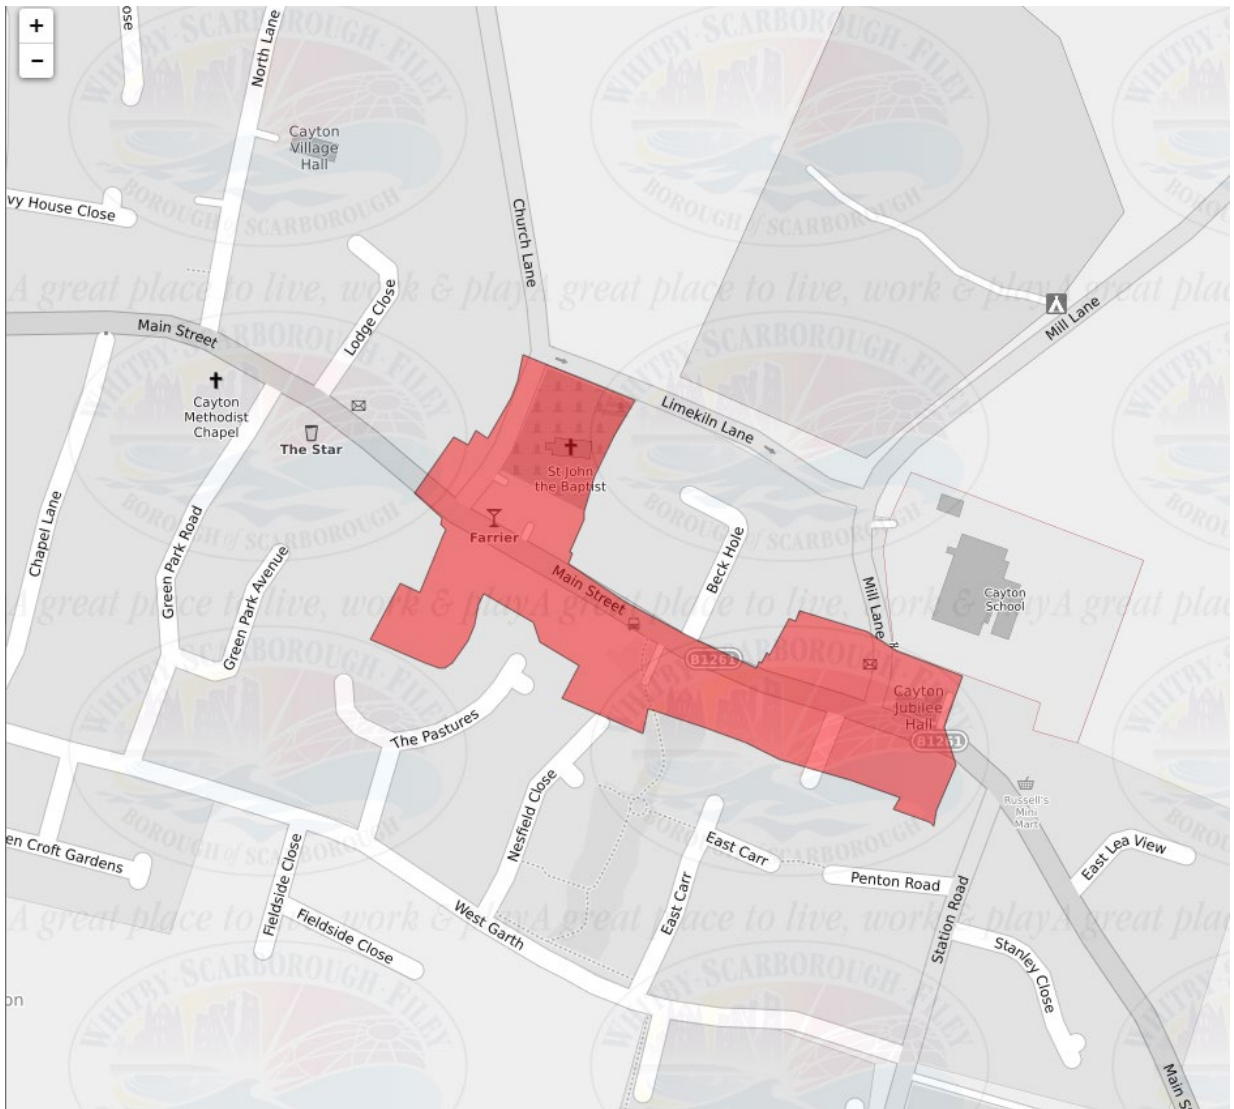 +
−
ose
North Lane
Cayton
Village
Hall
vy House Close
Church Lane
Lodge Close
Main Street
Mill Lane
Cayton
Methodist
Chapel
The Star
Limekiln Lane
St John
the Baptist
Farrier
Chapel Lane
Green Park Road
Green Park Avenue
Beck Hole
Main Street
Mill Lane
Cayton
School
B1261
Cayton
Jubilee
Hall
B1261
The Pastures
Nesfield Close
Russell's
Mini
Mart
en Croft Gardens
Fieldside Close
Fieldside Close
West Garth
East Carr
East Carr
Penton Road
East Lea View
Station Road
Stanley Close
on
Main S
WHITBY · SCARBOROUGH · FILEY
BOROUGH of SCARBOROUGH
A great place to live, work & play